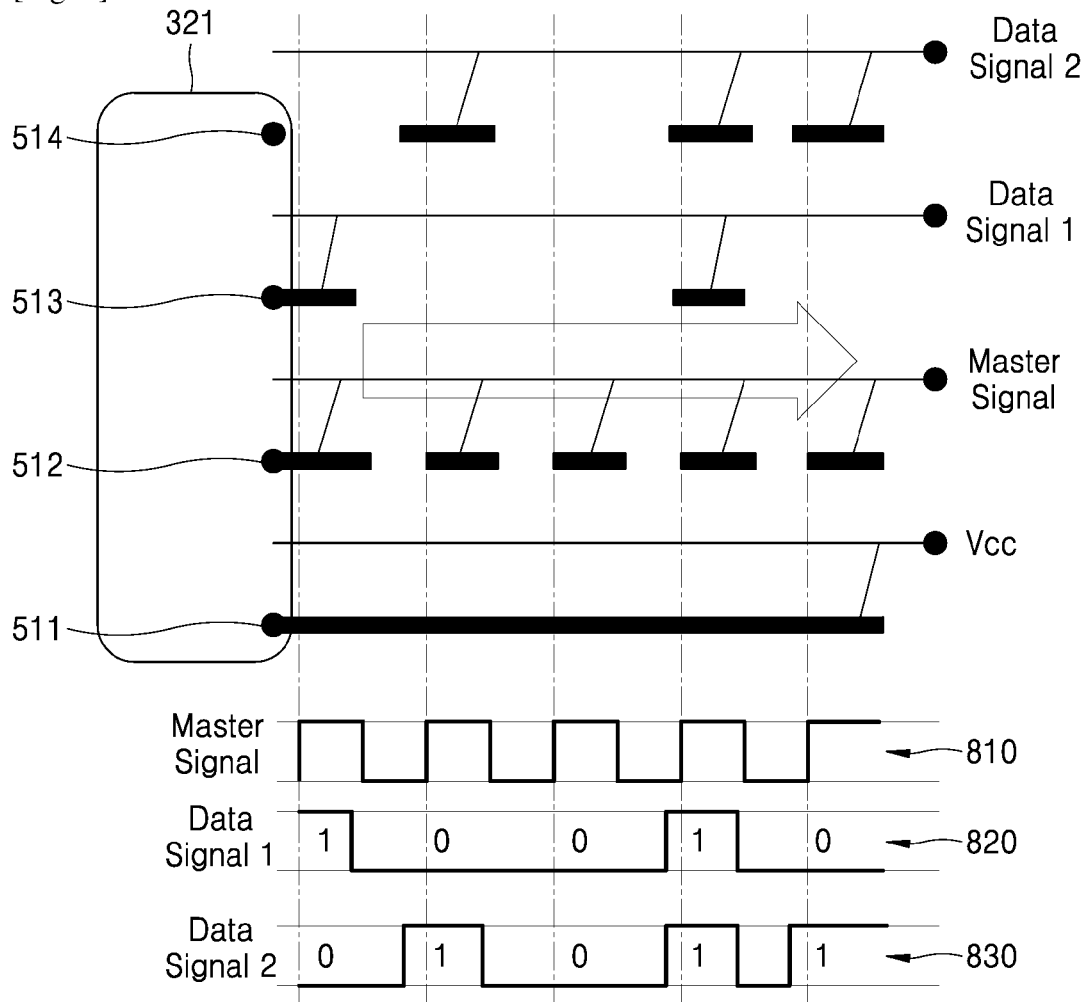 321
Data
Signal 2
514
Data
Signal 1
513
Master
Signal
512
Vcc
511
Master
Signal
810
Data
Signal 1
1 0 0 1 0
820
Data
Signal 2
0 1 0 1 1
830